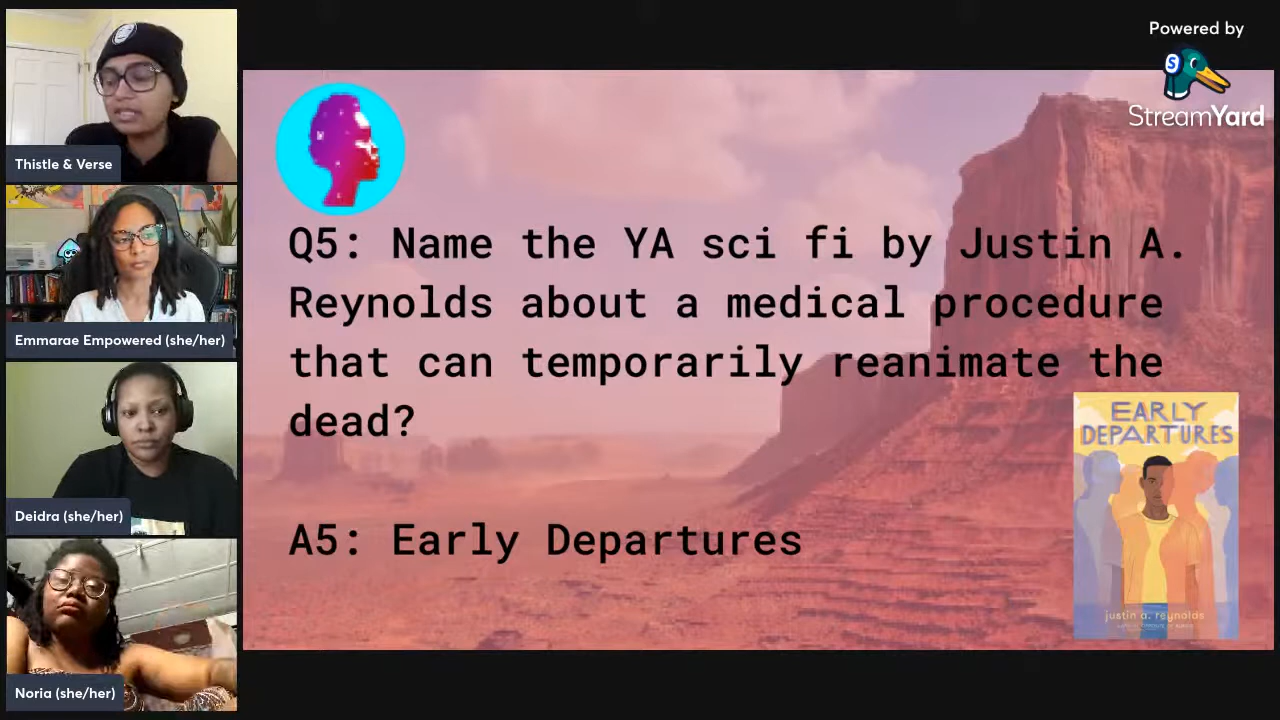 Thistle & Verse
Emmarae Empowered (she/her)
Deidra (she/her)
Noria (she/her)
Powered by
S
StreamYard
Q5: Name the YA sci fi by Justin A.
Reynolds about a medical procedure
that can temporarily reanimate the
dead?
A5: Early Departures
EARLY
DEPARTURES
justin a. reynolds